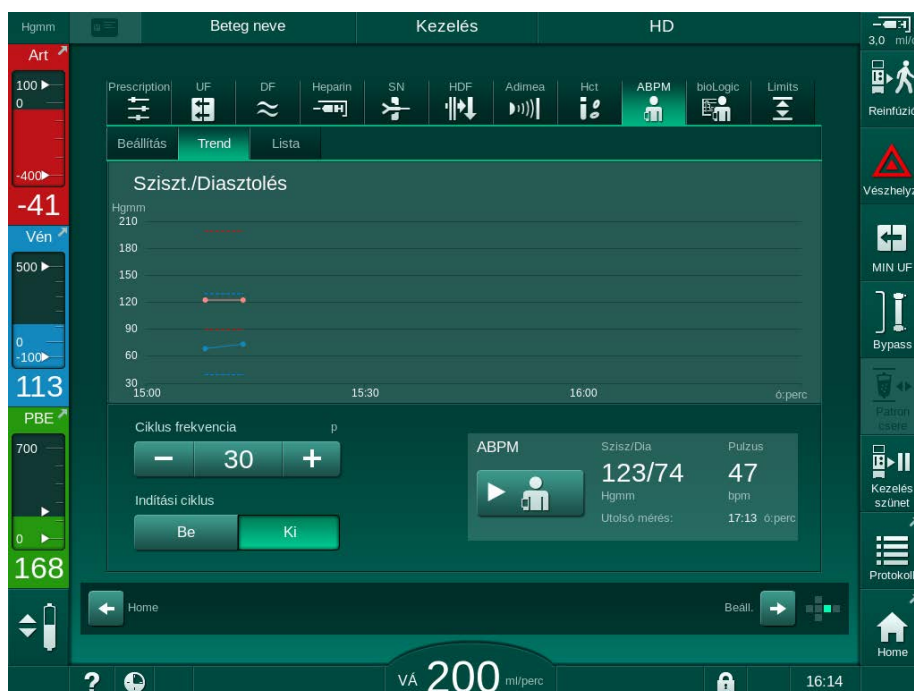 Hgmm
Beteg neve
Kezelés
HD
3,0
Art
100
0
-400
-41
Vén
500
0
-100
113
PBE
700
0
168
Prescription
UF
DF
Heparin
SN
HDF
Adimea
Hct
ABPM
bioLogic
Limits
Beállítás
Trend
Lista
Sziszt./Diasztolés
Hgmm
210
180
150
120
90
60
30
15:00
15:30
16:00
ó:perc
Ciklus frekvencia
p
30
Indítási ciklus
Be
Ki
ABPM
Szisz/Dia
Pulzus
123/74
47
Hgmm
bpm
Utolsó mérés:
17:13 ó:perc
Home
Beáll.
MIN UF
Bypass
Patron
csere
Kezelés
szünet
Home
?
VÁ 200 ml/perc
16:14